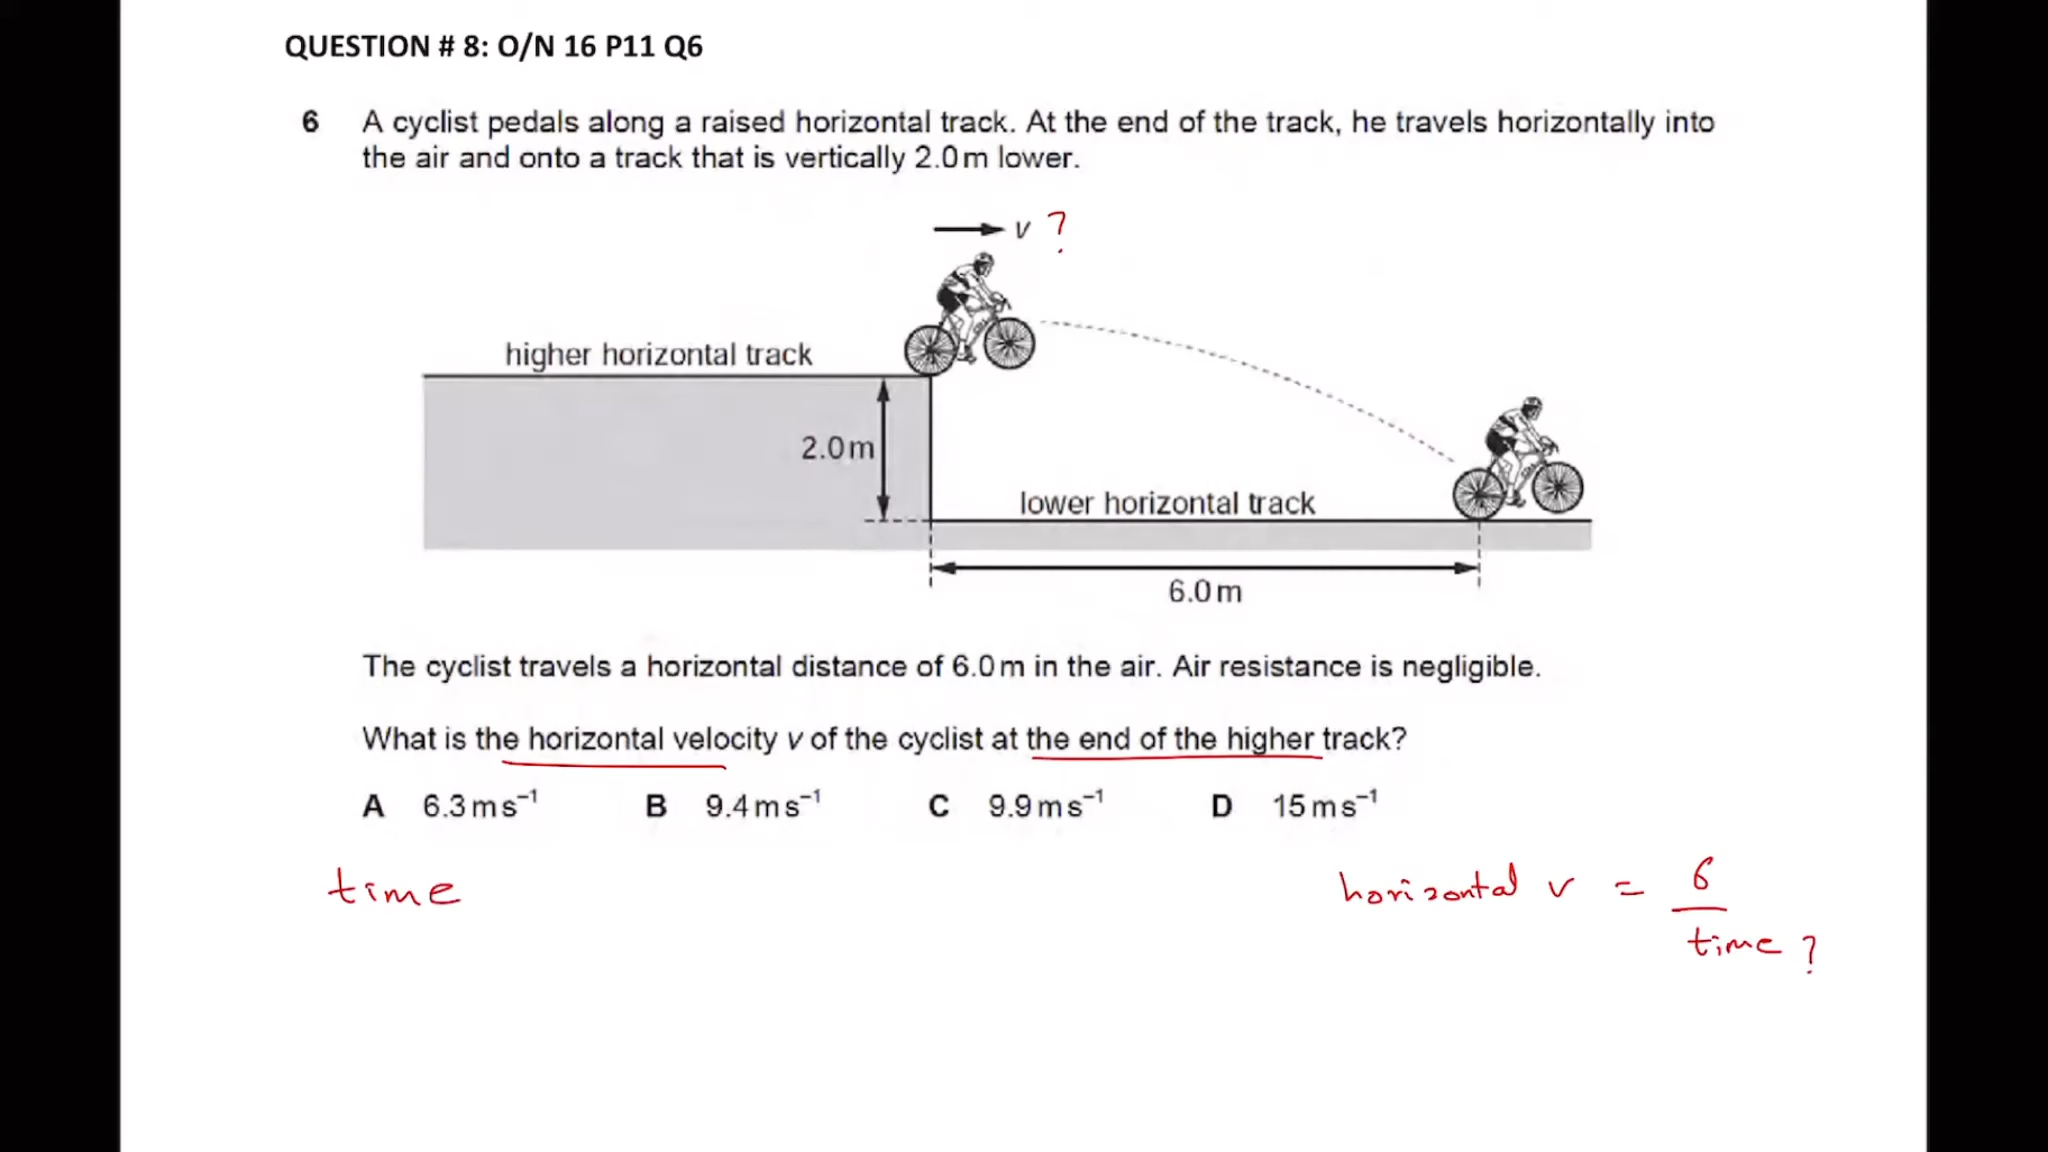 QUESTION # 8: O/N 16 P11 Q6
6 A cyclist pedals along a raised horizontal track. At the end of the track, he travels horizontally into
the air and onto a track that is vertically 2.0 m lower.
v ?
higher horizontal track
2.0 m
lower horizontal track
6.0 m
The cyclist travels a horizontal distance of 6.0 m in the air. Air resistance is negligible.
What is the horizontal velocity v of the cyclist at the end of the higher track?
A 6.3 m s⁻¹ B 9.4 m s⁻¹ C 9.9 m s⁻¹ D 15 m s⁻¹
time
horizontal v = 6
time ?